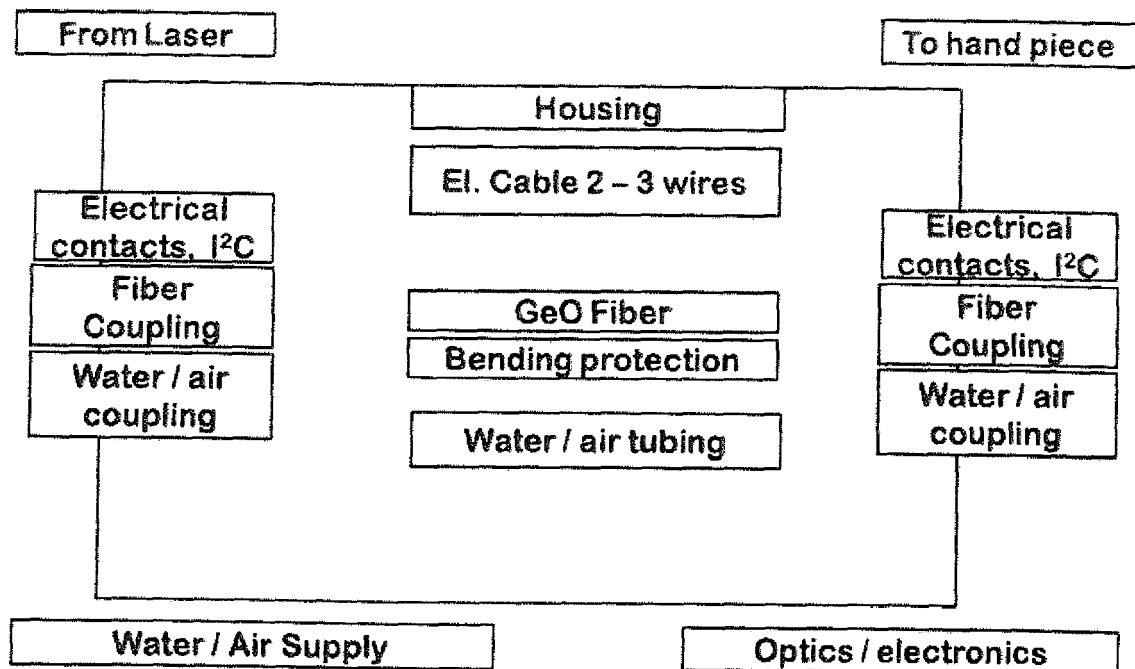 From Laser
To hand piece
Housing
El. Cable 2 – 3 wires
Electrical
contacts, I²C
Fiber
Coupling
Water / air
coupling
GeO Fiber
Bending protection
Water / air tubing
Electrical
contacts, I²C
Fiber
Coupling
Water / air
coupling
Water / Air Supply
Optics / electronics